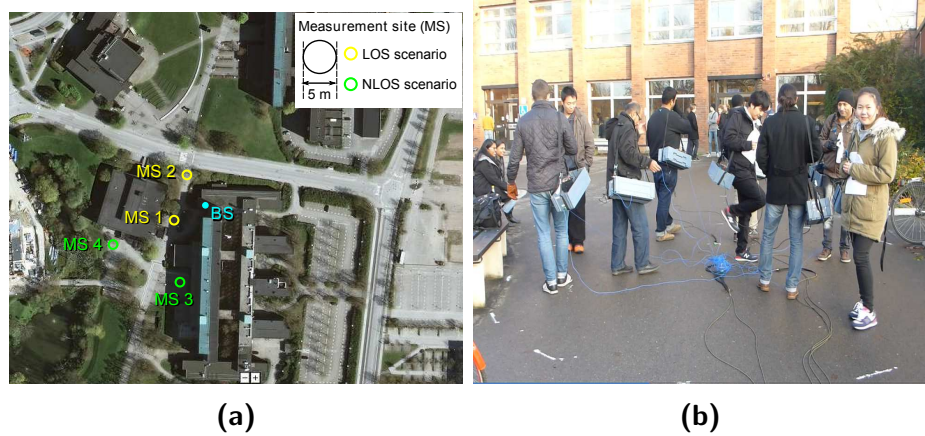 Measurement site (MS)
LOS scenario
5 m
NLOS scenario
MS 2
MS 1
BS
MS 4
MS 3
(a)
(b)